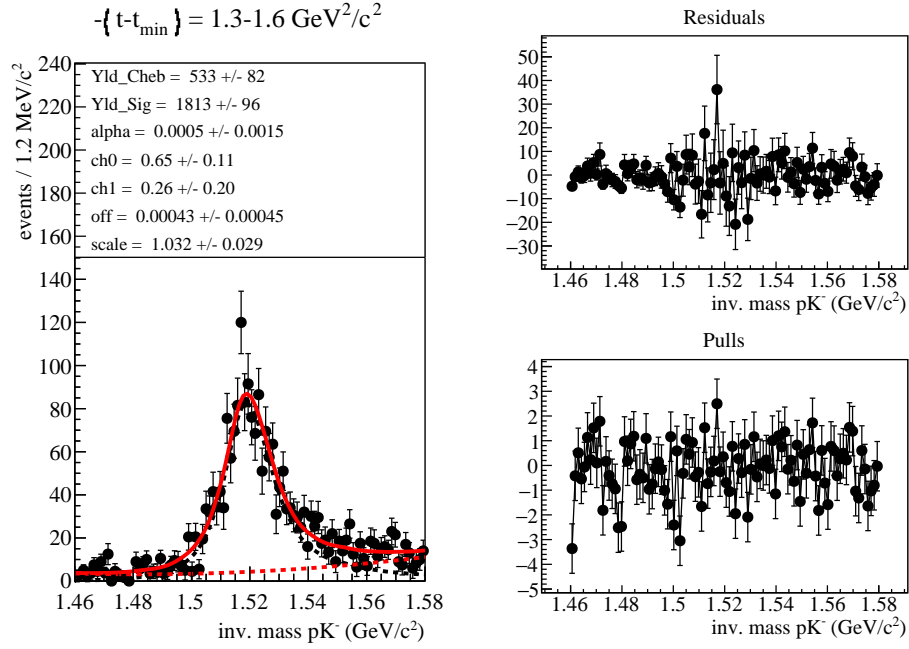 -(t-t_min) = 1.3-1.6 GeV²/c²
events / 1.2 MeV/c²
240
220
200
180
160
140
120
100
80
60
40
20
0
Yld_Cheb = 533 +/- 82
Yld_Sig = 1813 +/- 96
alpha = 0.0005 +/- 0.0015
ch0 = 0.65 +/- 0.11
ch1 = 0.26 +/- 0.20
off = 0.00043 +/- 0.00045
scale = 1.032 +/- 0.029
1.46 1.48 1.5 1.52 1.54 1.56 1.58
inv. mass pK⁻ (GeV/c²)
Residuals
50
40
30
20
10
0
−10
−20
−30
1.46 1.48 1.5 1.52 1.54 1.56 1.58
inv. mass pK⁻ (GeV/c²)
Pulls
4
3
2
1
0
−1
−2
−3
−4
−5
1.46 1.48 1.5 1.52 1.54 1.56 1.58
inv. mass pK⁻ (GeV/c²)